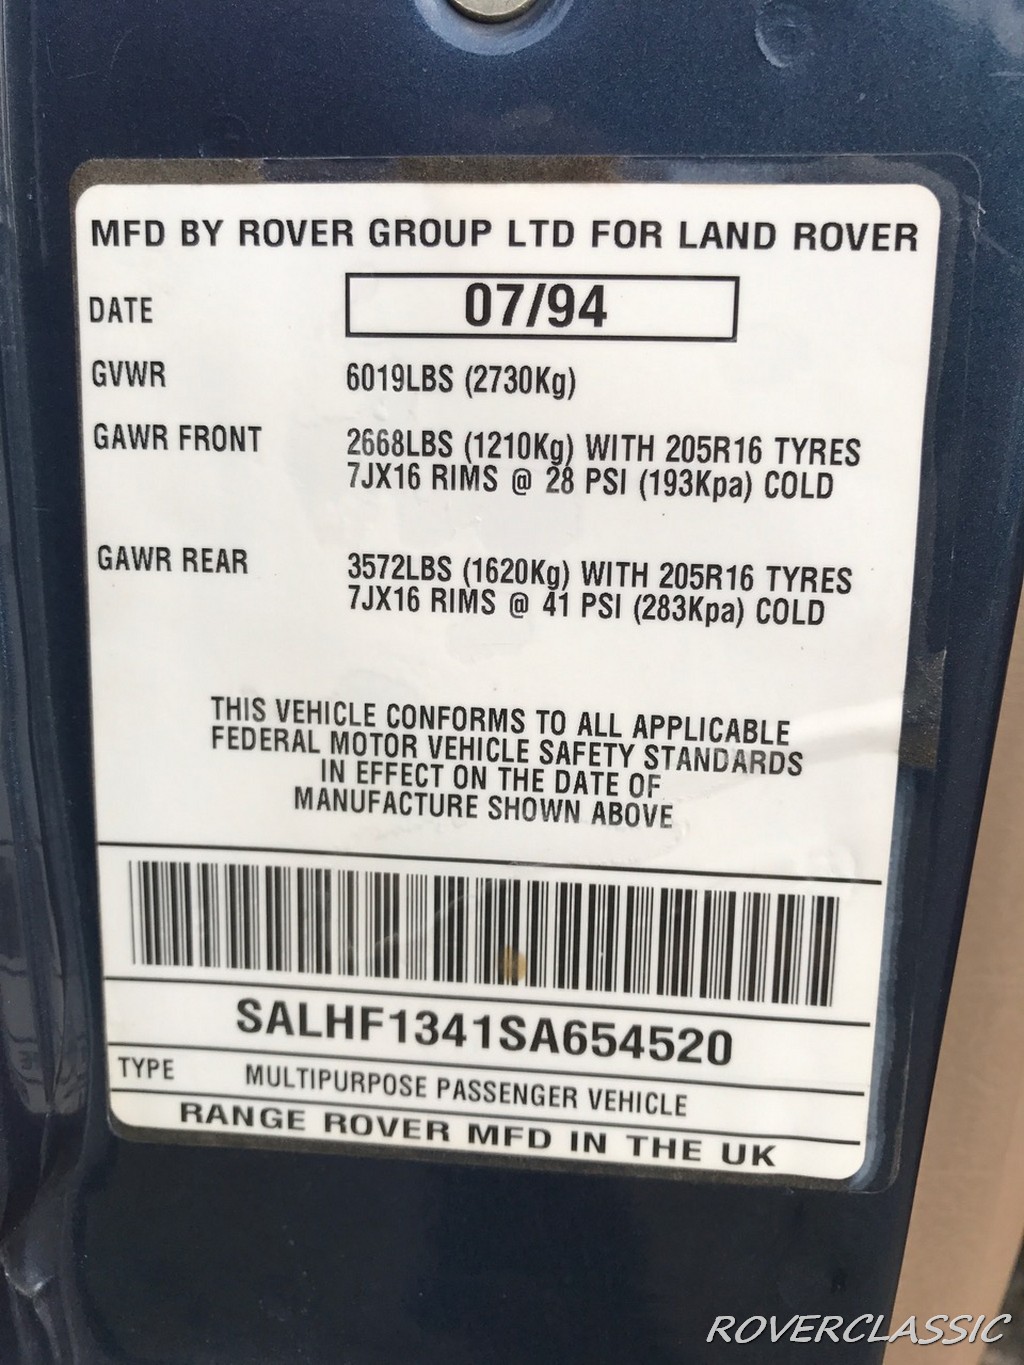 MFD BY ROVER GROUP LTD FOR LAND ROVER
DATE 07/94
GVWR 6019LBS (2730Kg)
GAWR FRONT 2668LBS (1210Kg) WITH 205R16 TYRES
7JX16 RIMS @ 28 PSI (193Kpa) COLD
GAWR REAR 3572LBS (1620Kg) WITH 205R16 TYRES
7JX16 RIMS @ 41 PSI (283Kpa) COLD
THIS VEHICLE CONFORMS TO ALL APPLICABLE
FEDERAL MOTOR VEHICLE SAFETY STANDARDS
IN EFFECT ON THE DATE OF
MANUFACTURE SHOWN ABOVE
SALHF1341SA654520
TYPE MULTIPURPOSE PASSENGER VEHICLE
RANGE ROVER MFD IN THE UK
ROVERCLASSIC